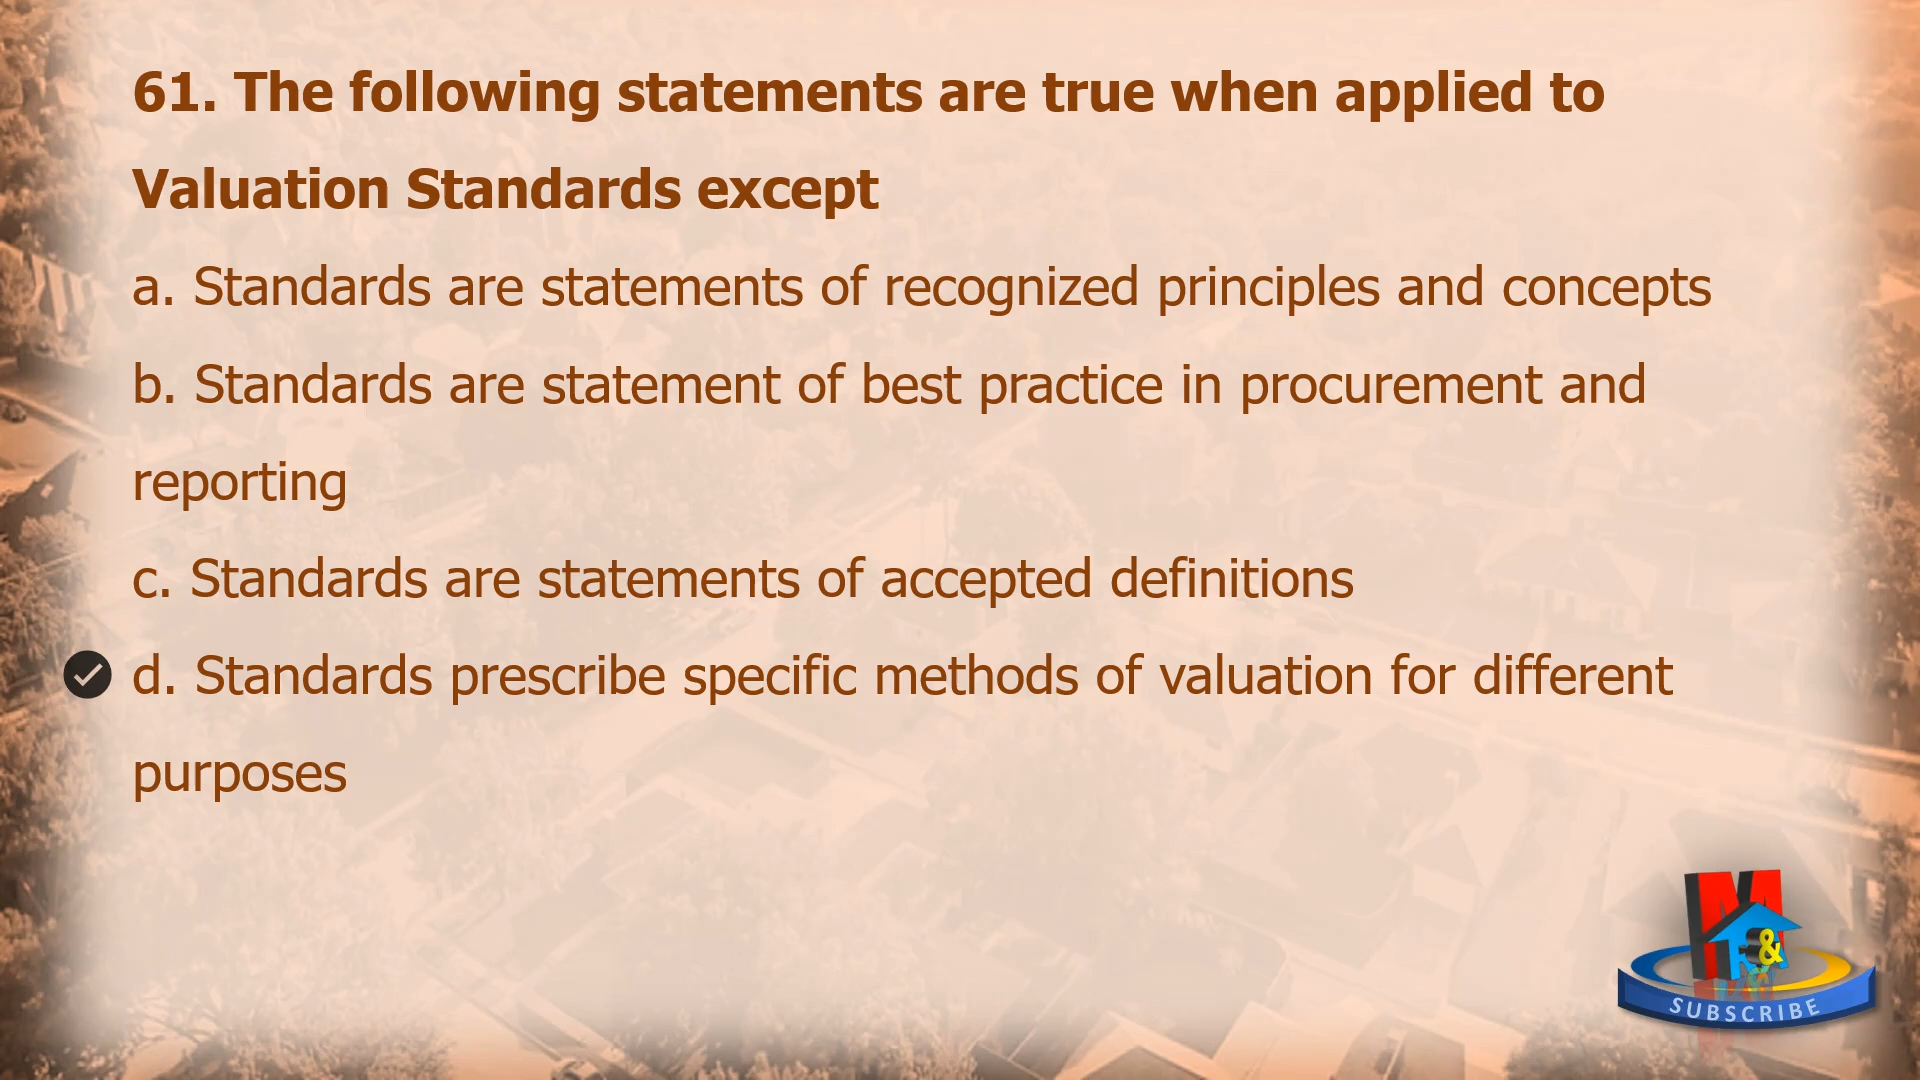 61. The following statements are true when applied to
Valuation Standards except
a. Standards are statements of recognized principles and concepts
b. Standards are statement of best practice in procurement and
reporting
c. Standards are statements of accepted definitions
d. Standards prescribe specific methods of valuation for different
purposes
M
R&
SUBSCRIBE